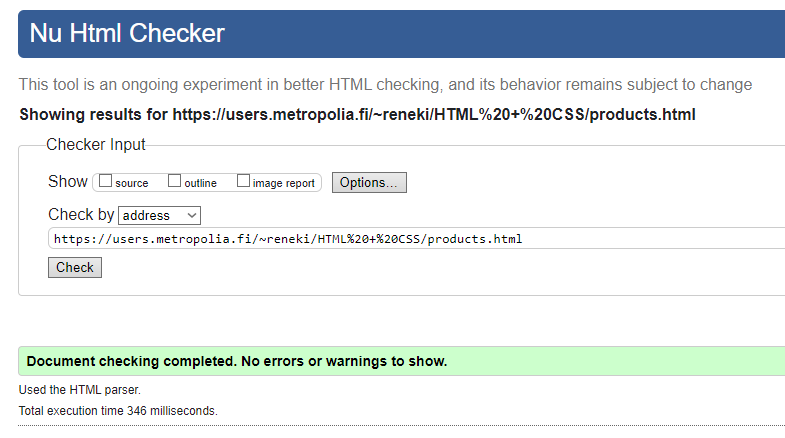 Nu Html Checker
This tool is an ongoing experiment in better HTML checking, and its behavior remains subject to change
Showing results for https://users.metropolia.fi/~reneki/HTML%20+%20CSS/products.html
Checker Input
Show source outline image report Options...
Check by address
https://users.metropolia.fi/~reneki/HTML%20+%20CSS/products.html
Check
Document checking completed. No errors or warnings to show.
Used the HTML parser.
Total execution time 346 milliseconds.